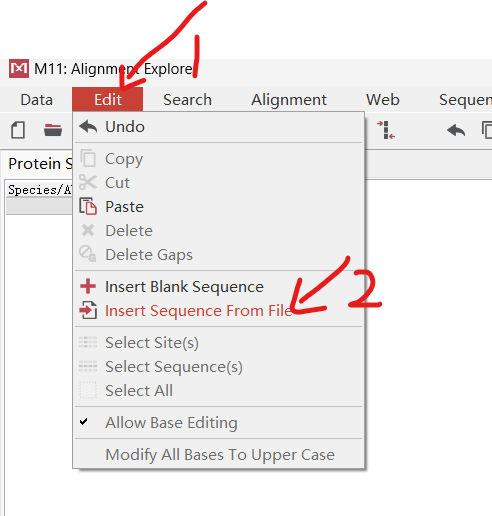 1
M11: Alignment Explorer
Data Edit Search Alignment Web Sequen
Undo
Protein S
Copy
Species/A
Cut
Paste
Delete
Delete Gaps
Insert Blank Sequence
2
Insert Sequence From File
Select Site(s)
Select Sequence(s)
Select All
Allow Base Editing
Modify All Bases To Upper Case